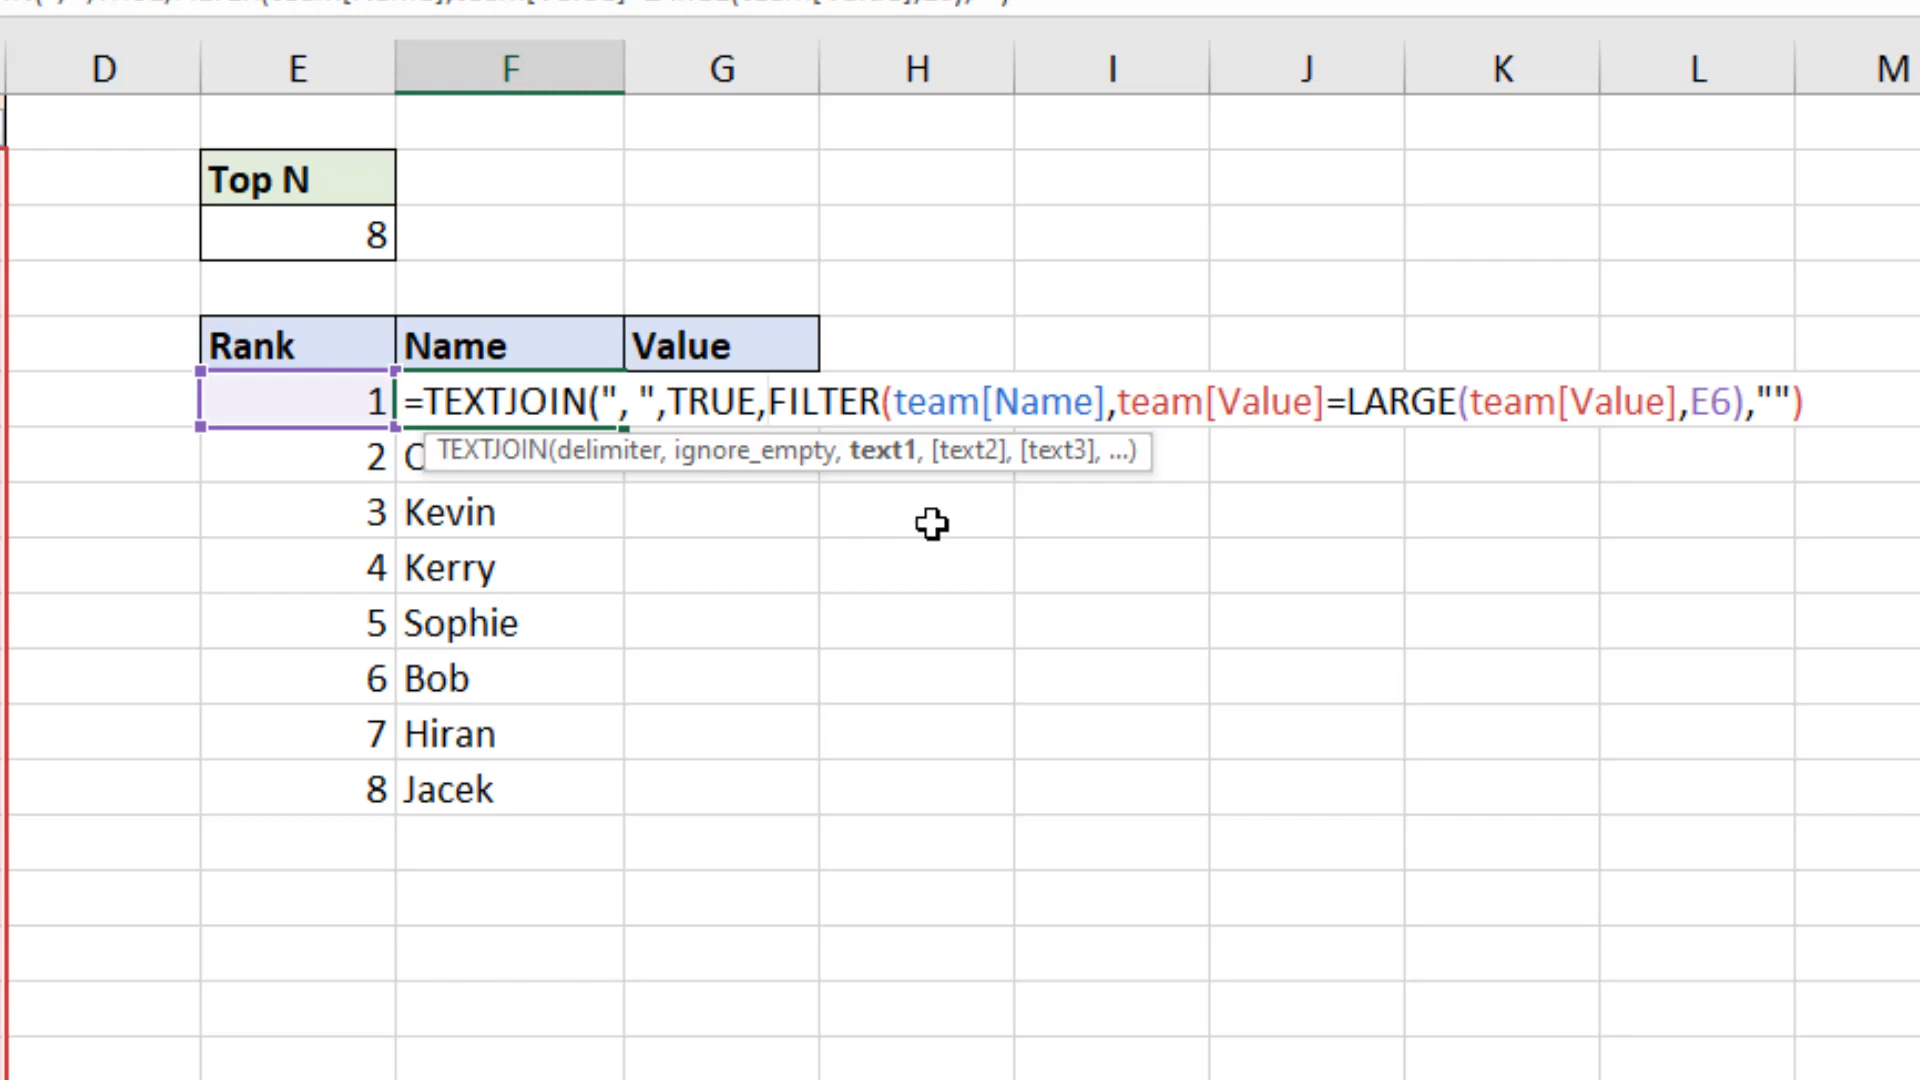 D E F G H I J K L M
Top N
8
Rank Name Value
1 =TEXTJOIN(", ",TRUE,FILTER(team[Name],team[Value]=LARGE(team[Value],E6),"")
TEXTJOIN(delimiter, ignore_empty, text1, [text2], [text3], ...)
2
3 Kevin
4 Kerry
5 Sophie
6 Bob
7 Hiran
8 Jacek